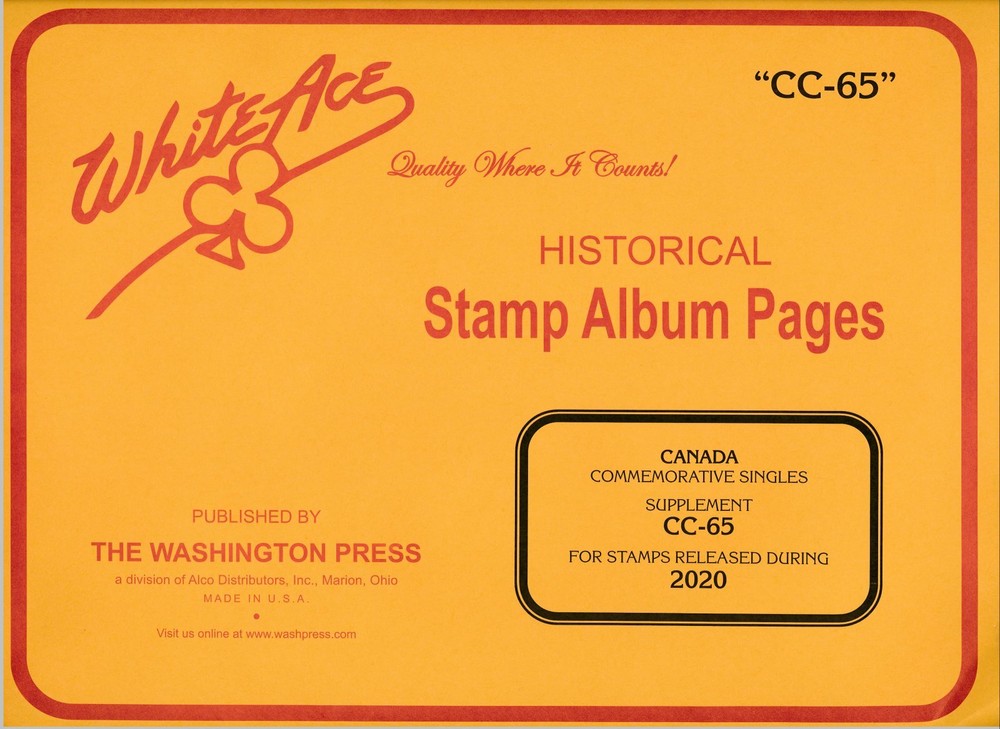 White Ace
“CC-65”
Quality Where It Counts!
HISTORICAL
Stamp Album Pages
CANADA
COMMEMORATIVE SINGLES
SUPPLEMENT
CC-65
FOR STAMPS RELEASED DURING
2020
PUBLISHED BY
THE WASHINGTON PRESS
a division of Alco Distributors, Inc., Marion, Ohio
MADE IN U.S.A.
Visit us online at www.washpress.com